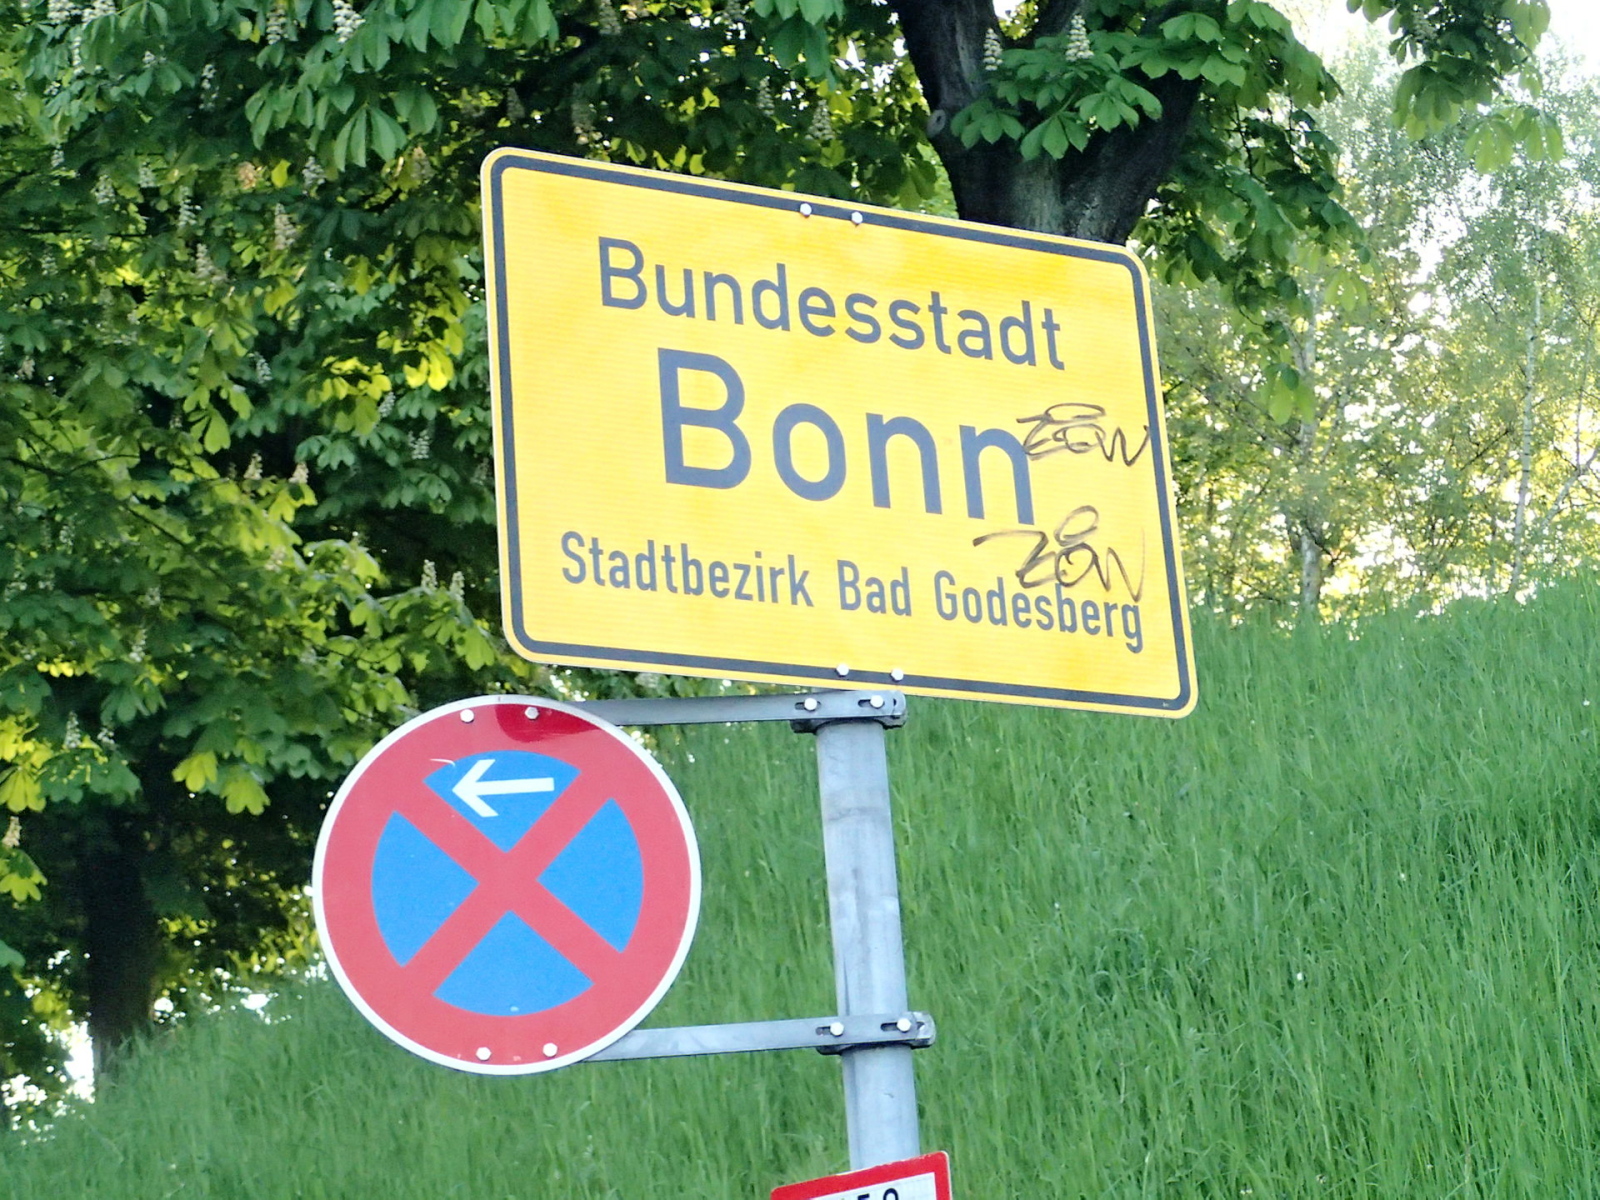 Bundesstadt
Bonn
Stadtbezirk Bad Godesberg